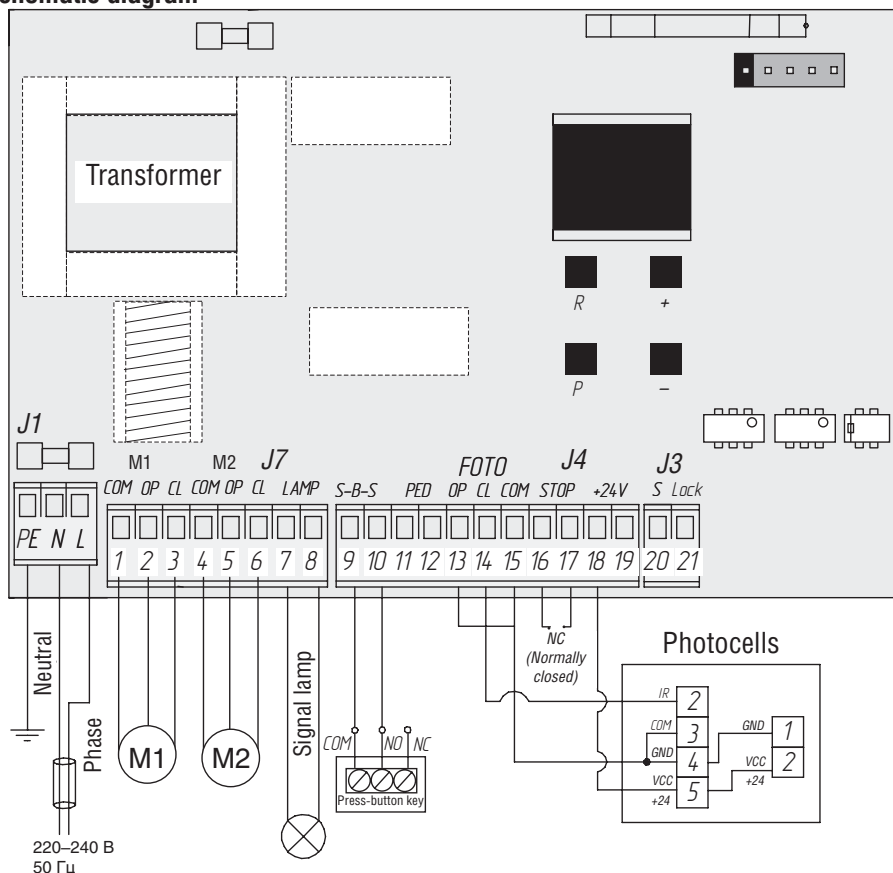 schematic diagram
Transformer
R +
P –
J1
M1 M2 J7
COM OP CL COM OP CL LAMP
S-B-S PED
FOTO
OP CL COM
J4
STOP +24V
J3
S Lock
PE N L
1 2 3 4 5 6 7 8
9 10 11 12 13 14 15 16 17 18 19
20 21
Neutral
Phase
220–240 В
50 Гц
M1
M2
Signal lamp
COM NO NC
Press-button key
NC
(Normally
closed)
Photocells
IR 2
COM 3
GND 4
VCC
+24 5
GND 1
VCC 2
+24